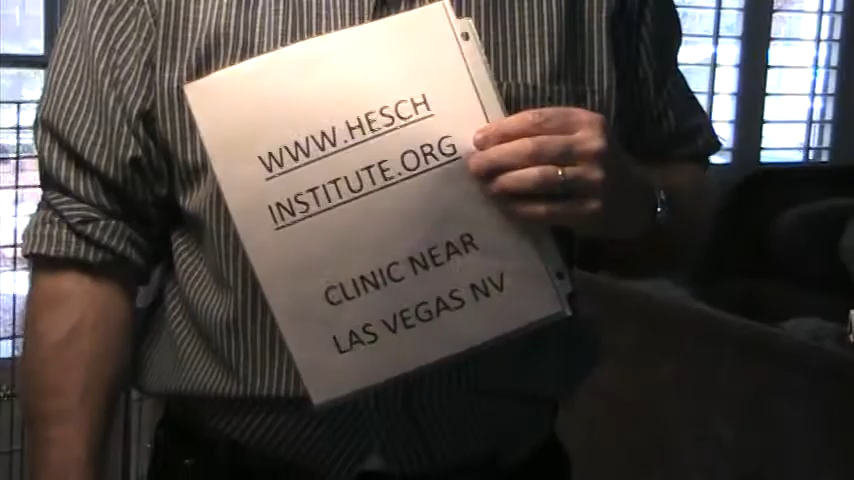 WWW.HESCH
INSTITUTE.ORG
CLINIC NEAR
LAS VEGAS NV